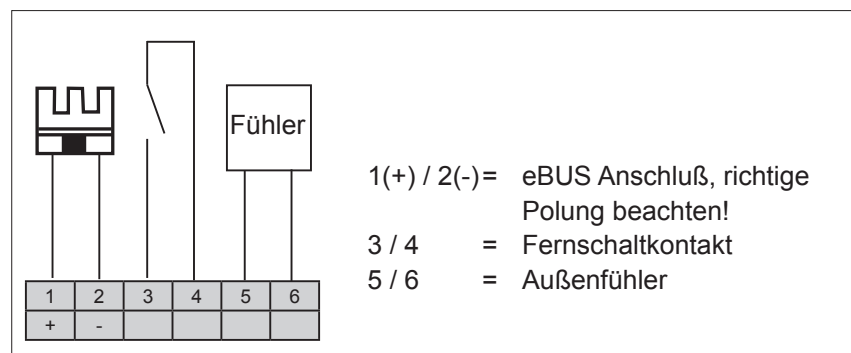 Fühler
1(+) / 2(-)= eBUS Anschluß, richtige
Polung beachten!
3 / 4 = Fernschaltkontakt
5 / 6 = Außenfühler
1 2 3 4 5 6
+ -